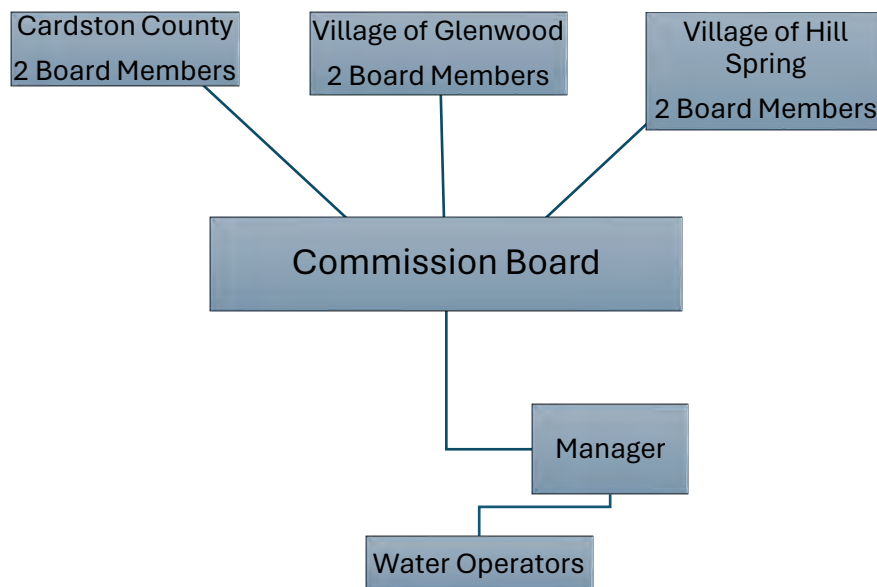 Cardston County
2 Board Members
Village of Glenwood
2 Board Members
Village of Hill
Spring
2 Board Members
Commission Board
Manager
Water Operators